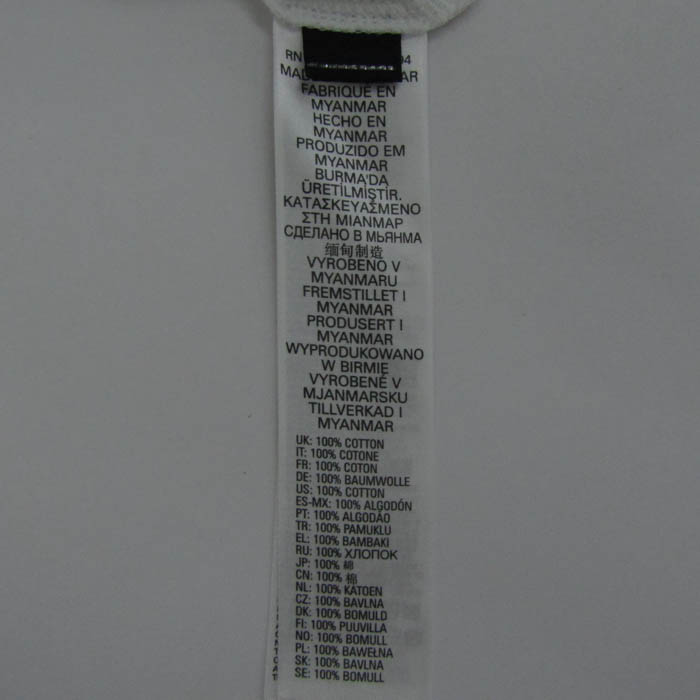 RN 94
MAD AR
FABRIQUÉ EN
MYANMAR
HECHO EN
MYANMAR
PRODUZIDO EM
MYANMAR
BURMA'DA
ÜRETİLMİŞTİR.
ΚΑΤΑΣΚΕΥΑΣΜΕΝΟ
ΣΤΗ ΜΙΑΝΜΑΡ
СДЕЛАНО В МЬЯНМА
缅甸制造
VYROBENO V
MYANMARU
FREMSTILLET I
MYANMAR
PRODUSERT I
MYANMAR
WYPRODUKOWANO
W BIRMIE
VYROBENÉ V
MJANMARSKU
TILLVERKAD I
MYANMAR
UK: 100% COTTON
IT: 100% COTONE
FR: 100% COTON
DE: 100% BAUMWOLLE
US: 100% COTTON
ES-MX: 100% ALGODÓN
PT: 100% ALGODÃO
TR: 100% PAMUKLU
EL: 100% BAMBAKI
RU: 100% ХЛОПОК
JP: 100% 綿
CN: 100% 棉
NL: 100% KATOEN
CZ: 100% BAVLNA
DK: 100% BOMULD
FI: 100% PUUVILLA
NO: 100% BOMULL
PL: 100% BAWEŁNA
SK: 100% BAVLNA
SE: 100% BOMULL